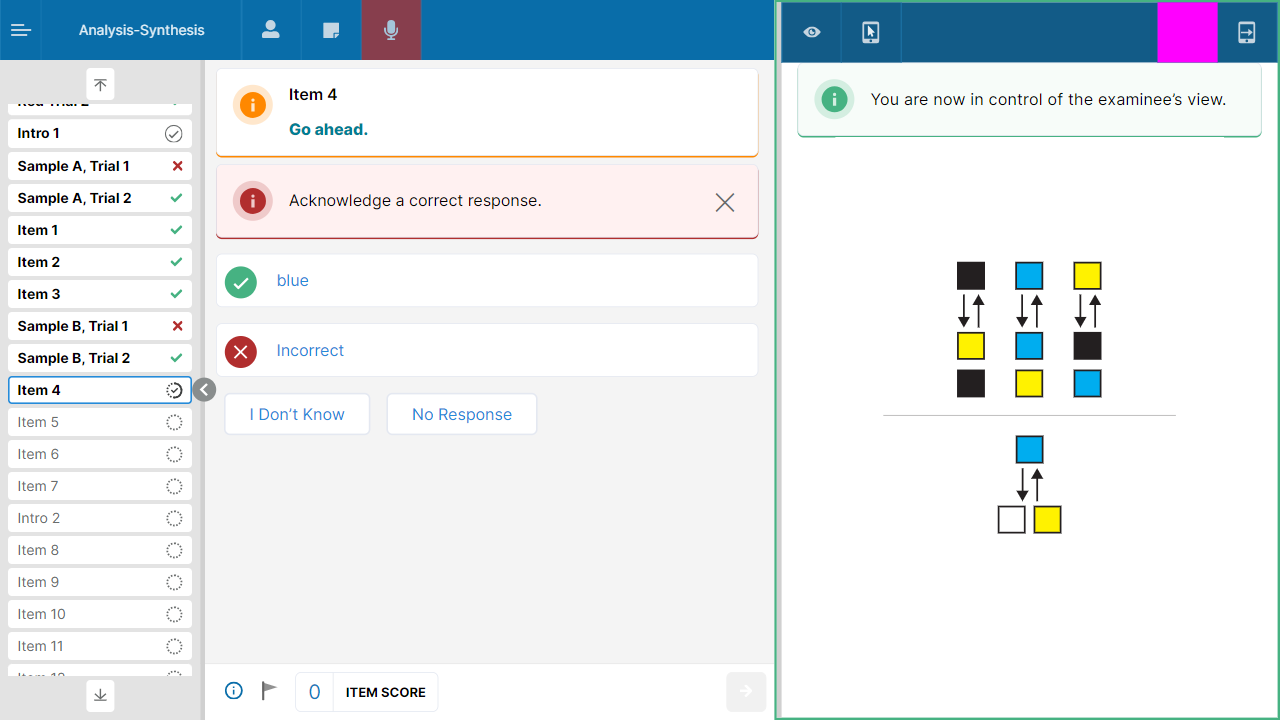 Analysis-Synthesis
Intro 1
Sample A, Trial 1
Sample A, Trial 2
Item 1
Item 2
Item 3
Sample B, Trial 1
Sample B, Trial 2
Item 4
Item 5
Item 6
Item 7
Intro 2
Item 8
Item 9
Item 10
Item 11
Item 4
Go ahead.
Acknowledge a correct response.
blue
Incorrect
I Don’t Know
No Response
0
ITEM SCORE
You are now in control of the examinee’s view.